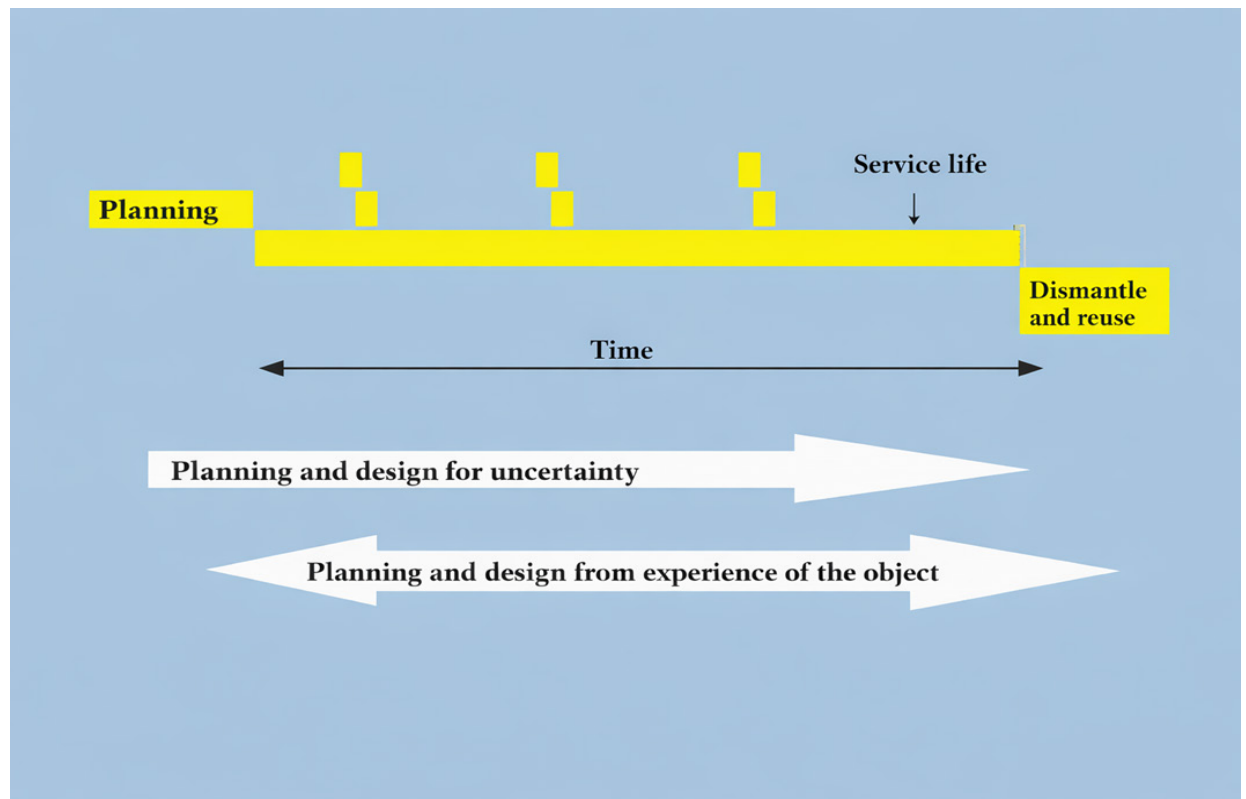 Service life
Planning
Dismantle
and reuse
Time
Planning and design for uncertainty
Planning and design from experience of the object